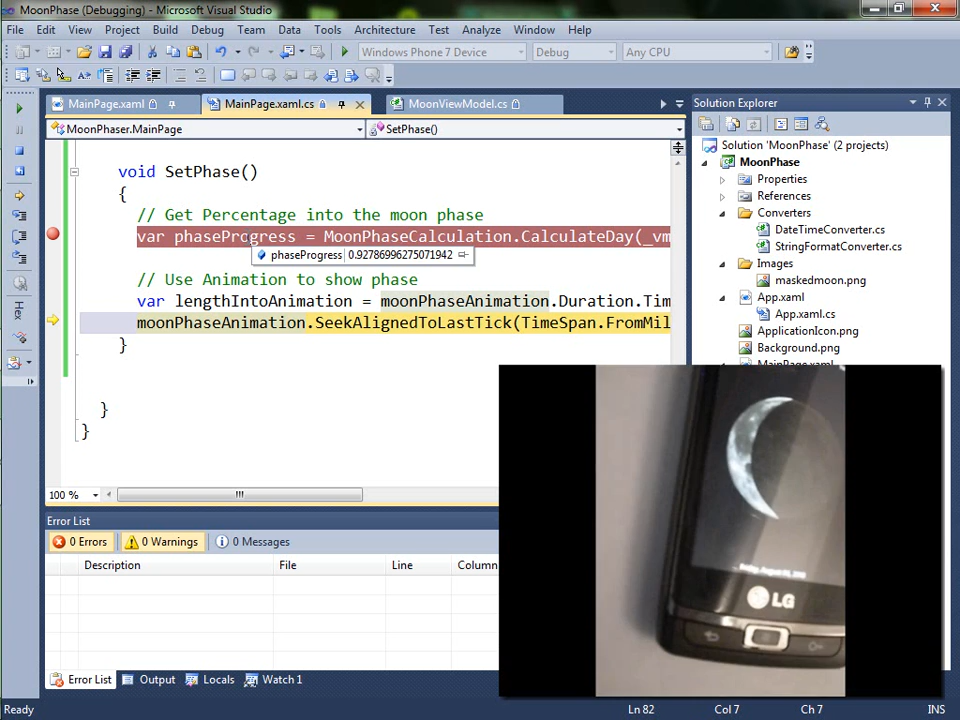 MoonPhase (Debugging) - Microsoft Visual Studio
File Edit View Project Build Debug Team Data Tools Architecture Test Analyze Window Help
Windows Phone 7 Device Debug Any CPU
MainPage.xaml MainPage.xaml.cs MoonViewModel.cs
MoonPhaser.MainPage SetPhase()
void SetPhase()
{
// Get Percentage into the moon phase
var phaseProgress = MoonPhaseCalculation.CalculateDay(_vm
phaseProgress 0.92786996275071942
// Use Animation to show phase
var lengthIntoAnimation = moonPhaseAnimation.Duration.Tim
moonPhaseAnimation.SeekAlignedToLastTick(TimeSpan.FromMil
}
}
}
100 %
Hex
Solution Explorer
Solution 'MoonPhase' (2 projects)
MoonPhase
Properties
References
Converters
DateTimeConverter.cs
StringFormatConverter.cs
Images
maskedmoon.png
App.xaml
App.xaml.cs
ApplicationIcon.png
Background.png
MainPage.xaml
Error List
0 Errors 0 Warnings 0 Messages
Description File Line Column
Error List Output Locals Watch 1
LG
Ready Ln 82 Col 7 Ch 7 INS